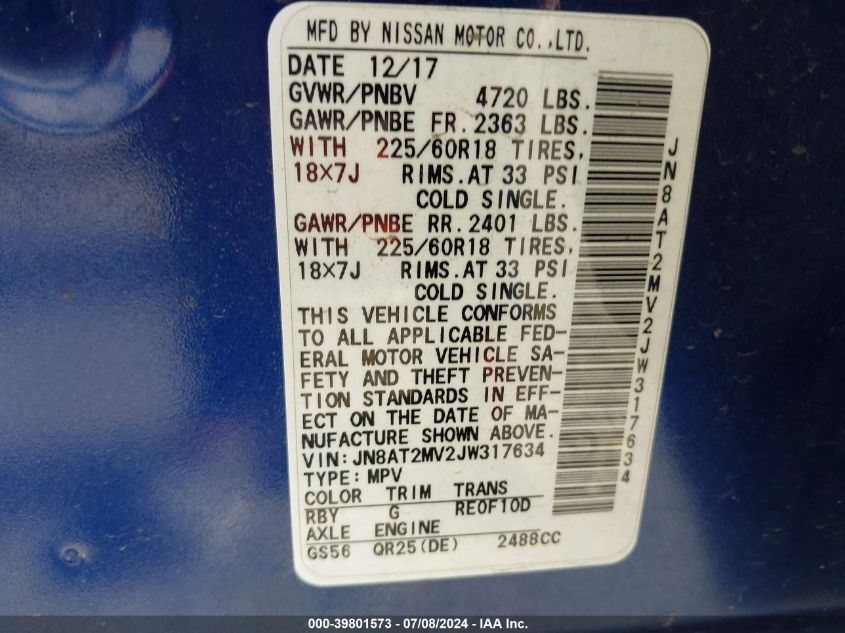 MFD BY NISSAN MOTOR CO.,LTD.
DATE 12/17
GVWR/PNBV 4720 LBS.
GAWR/PNBE FR. 2363 LBS.
WITH 225/60R18 TIRES,
18×7J RIMS.AT 33 PSI
COLD SINGLE.
GAWR/PNBE RR. 2401 LBS.
WITH 225/60R18 TIRES,
18×7J RIMS.AT 33 PSI
COLD SINGLE.
THIS VEHICLE CONFORMS
TO ALL APPLICABLE FED-
ERAL MOTOR VEHICLE SA-
FETY AND THEFT PREVEN-
TION STANDARDS IN EFF-
ECT ON THE DATE OF MA-
NUFACTURE SHOWN ABOVE.
VIN:JN8AT2MV2JW317634
TYPE:MPV
COLOR TRIM TRANS
RBY G RE0F10D
AXLE ENGINE
GS56 QR25(DE) 2488CC
JN8AT2MV2JW317634
000-39801573 - 07/08/2024 - IAA Inc.